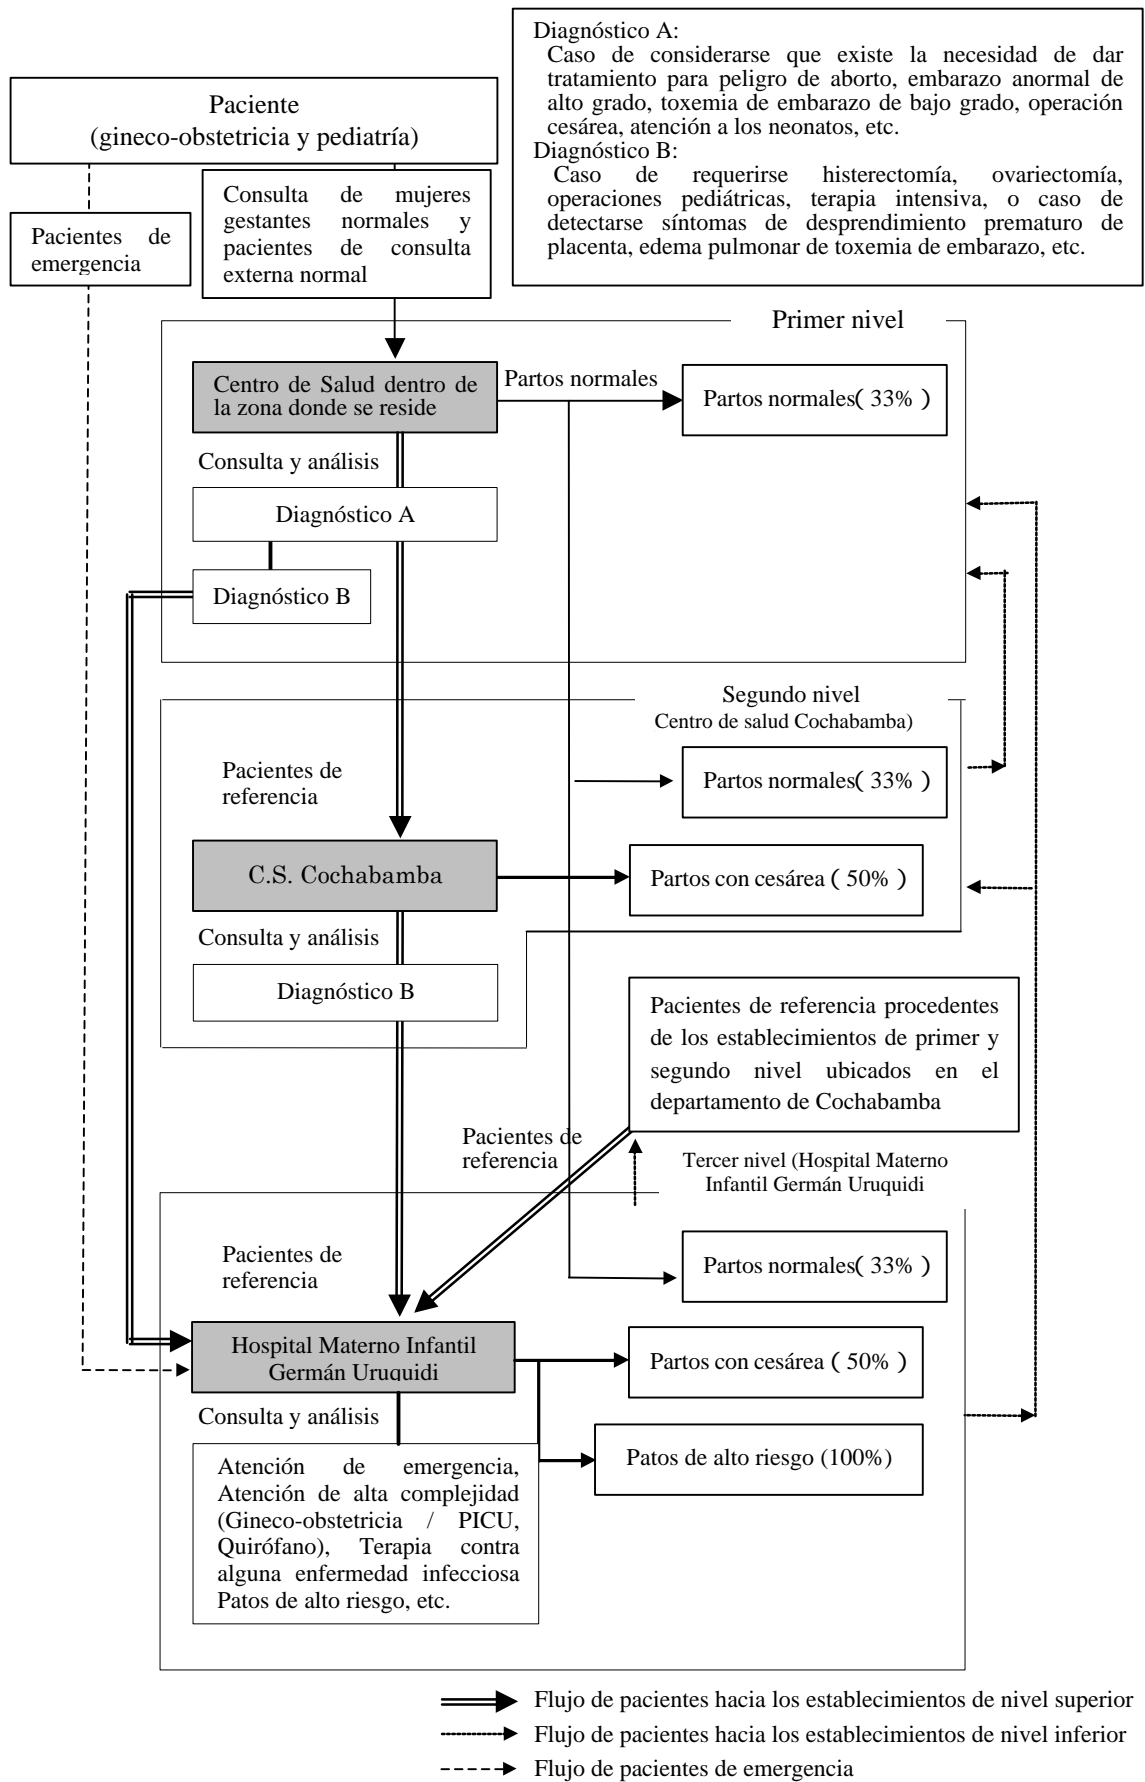 Diagnóstico A:
Caso de considerarse que existe la necesidad de dar
tratamiento para peligro de aborto, embarazo anormal de
alto grado, toxemia de embarazo de bajo grado, operación
cesárea, atención a los neonatos, etc.
Diagnóstico B:
Caso de requerirse histerectomía, ovariectomía,
operaciones pediátricas, terapia intensiva, o caso de
detectarse síntomas de desprendimiento prematuro de
placenta, edema pulmonar de toxemia de embarazo, etc.
Paciente
(gineco-obstetricia y pediatría)
Pacientes de
emergencia
Consulta de mujeres
gestantes normales y
pacientes de consulta
externa normal
Primer nivel
Centro de Salud dentro de
la zona donde se reside
Partos normales
Partos normales( 33% )
Consulta y análisis
Diagnóstico A
Diagnóstico B
Segundo nivel
Centro de salud Cochabamba)
Pacientes de
referencia
Partos normales( 33% )
C.S. Cochabamba
Partos con cesárea ( 50% )
Consulta y análisis
Diagnóstico B
Pacientes de referencia procedentes
de los establecimientos de primer y
segundo nivel ubicados en el
departamento de Cochabamba
Pacientes de
referencia
Tercer nivel (Hospital Materno
Infantil Germán Uruquidi
Pacientes de
referencia
Partos normales( 33% )
Hospital Materno Infantil
Germán Uruquidi
Partos con cesárea ( 50% )
Consulta y análisis
Patos de alto riesgo (100%)
Atención de emergencia,
Atención de alta complejidad
(Gineco-obstetricia / PICU,
Quirófano), Terapia contra
alguna enfermedad infecciosa
Patos de alto riesgo, etc.
Flujo de pacientes hacia los establecimientos de nivel superior
Flujo de pacientes hacia los establecimientos de nivel inferior
Flujo de pacientes de emergencia